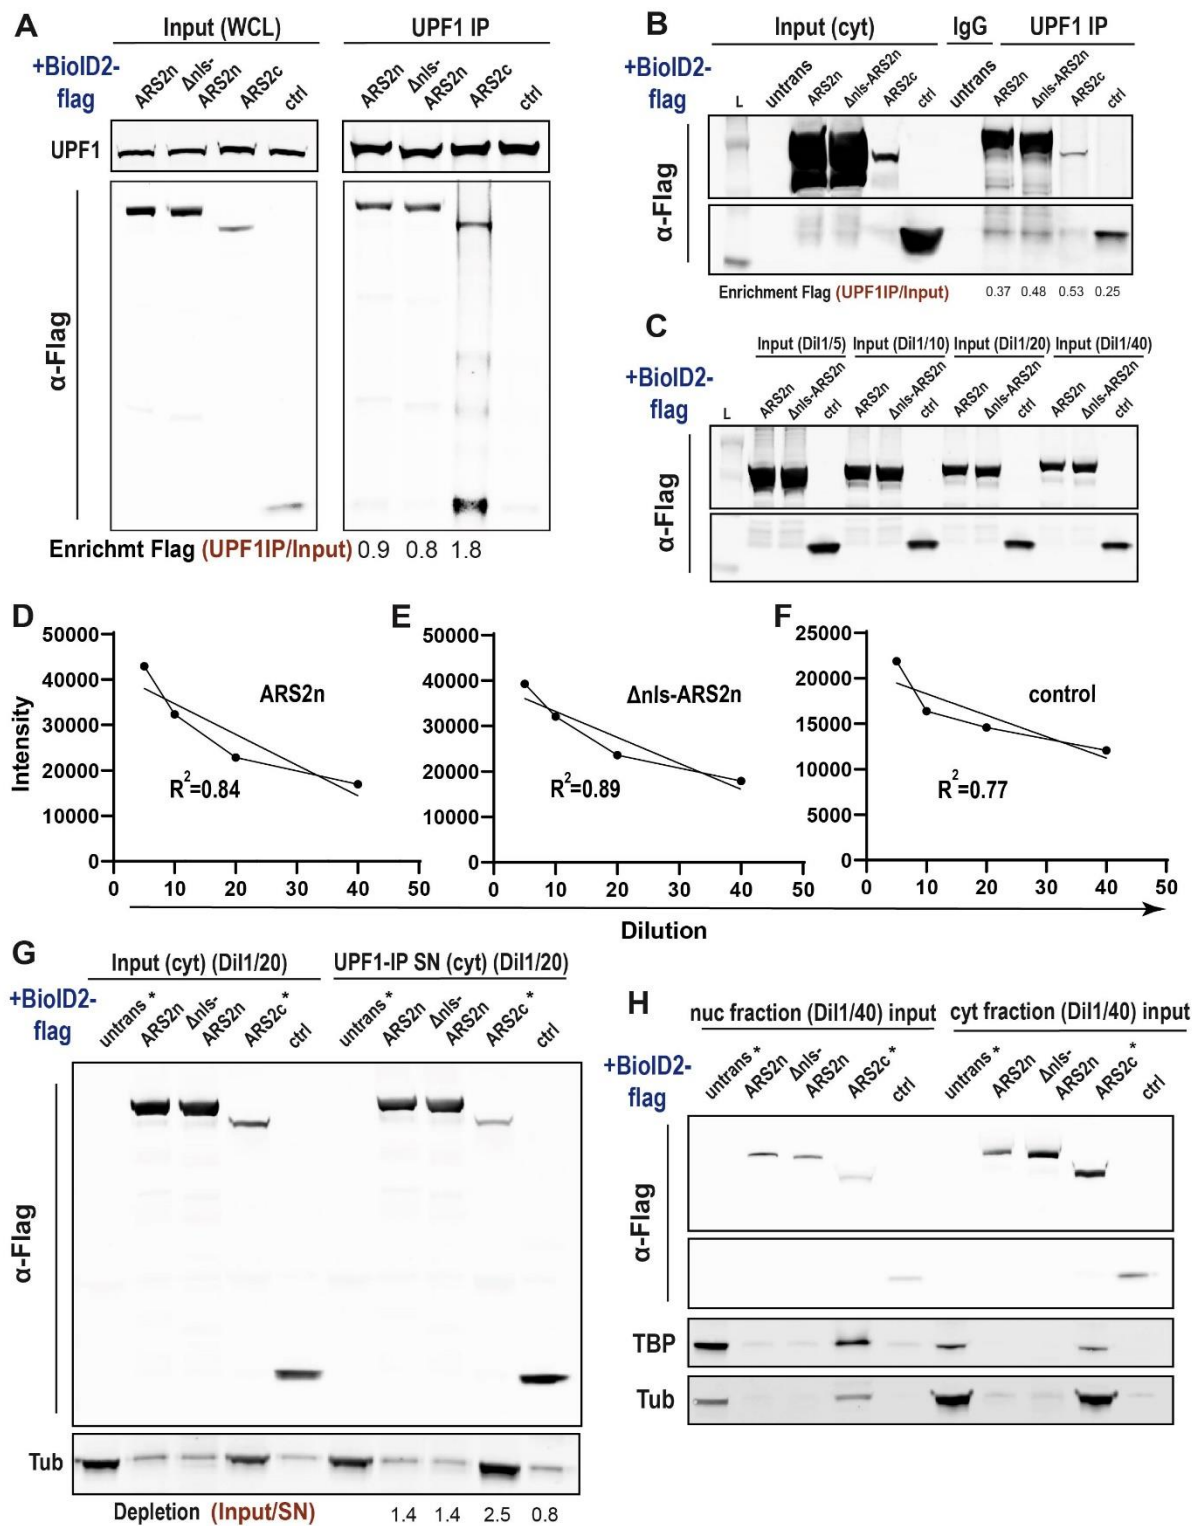 A
Input (WCL)
UPF1 IP
+BioID2-
flag
ARS2n
Δnls-
ARS2n
ARS2c
ctrl
ARS2n
Δnls-
ARS2n
ARS2c
ctrl
UPF1
α-Flag
Enrichmt Flag (UPF1IP/Input) 0.9 0.8 1.8
B
Input (cyt)
IgG
UPF1 IP
+BioID2-
flag
L
untrans
ARS2n
Δnls-ARS2n
ARS2c
ctrl
untrans
ARS2n
Δnls-ARS2n
ARS2c
ctrl
α-Flag
Enrichment Flag (UPF1IP/Input) 0.37 0.48 0.53 0.25
C
Input (Dil1/5) Input (Dil1/10) Input (Dil1/20) Input (Dil1/40)
+BioID2-
flag
L
ARS2n
Δnls-ARS2n
ctrl
ARS2n
Δnls-ARS2n
ctrl
ARS2n
Δnls-ARS2n
ctrl
ARS2n
Δnls-ARS2n
ctrl
α-Flag
D
50000
40000
30000
20000
10000
0
Intensity
ARS2n
R²=0.84
0 10 20 30 40 50
E
50000
40000
30000
20000
10000
0
Δnls-ARS2n
R²=0.89
0 10 20 30 40 50
F
25000
20000
15000
10000
5000
0
control
R²=0.77
0 10 20 30 40 50
Dilution
G
Input (cyt) (Dil1/20)
UPF1-IP SN (cyt) (Dil1/20)
+BioID2-
flag
untrans *
ARS2n
Δnls-
ARS2n
ARS2c *
ctrl
untrans *
ARS2n
Δnls-
ARS2n
ARS2c *
ctrl
α-Flag
Tub
Depletion (Input/SN) 1.4 1.4 2.5 0.8
H
nuc fraction (Dil1/40) input
cyt fraction (Dil1/40) input
+BioID2-
flag
untrans *
ARS2n
Δnls-
ARS2n
ARS2c *
ctrl
untrans *
ARS2n
Δnls-
ARS2n
ARS2c *
ctrl
α-Flag
TBP
Tub